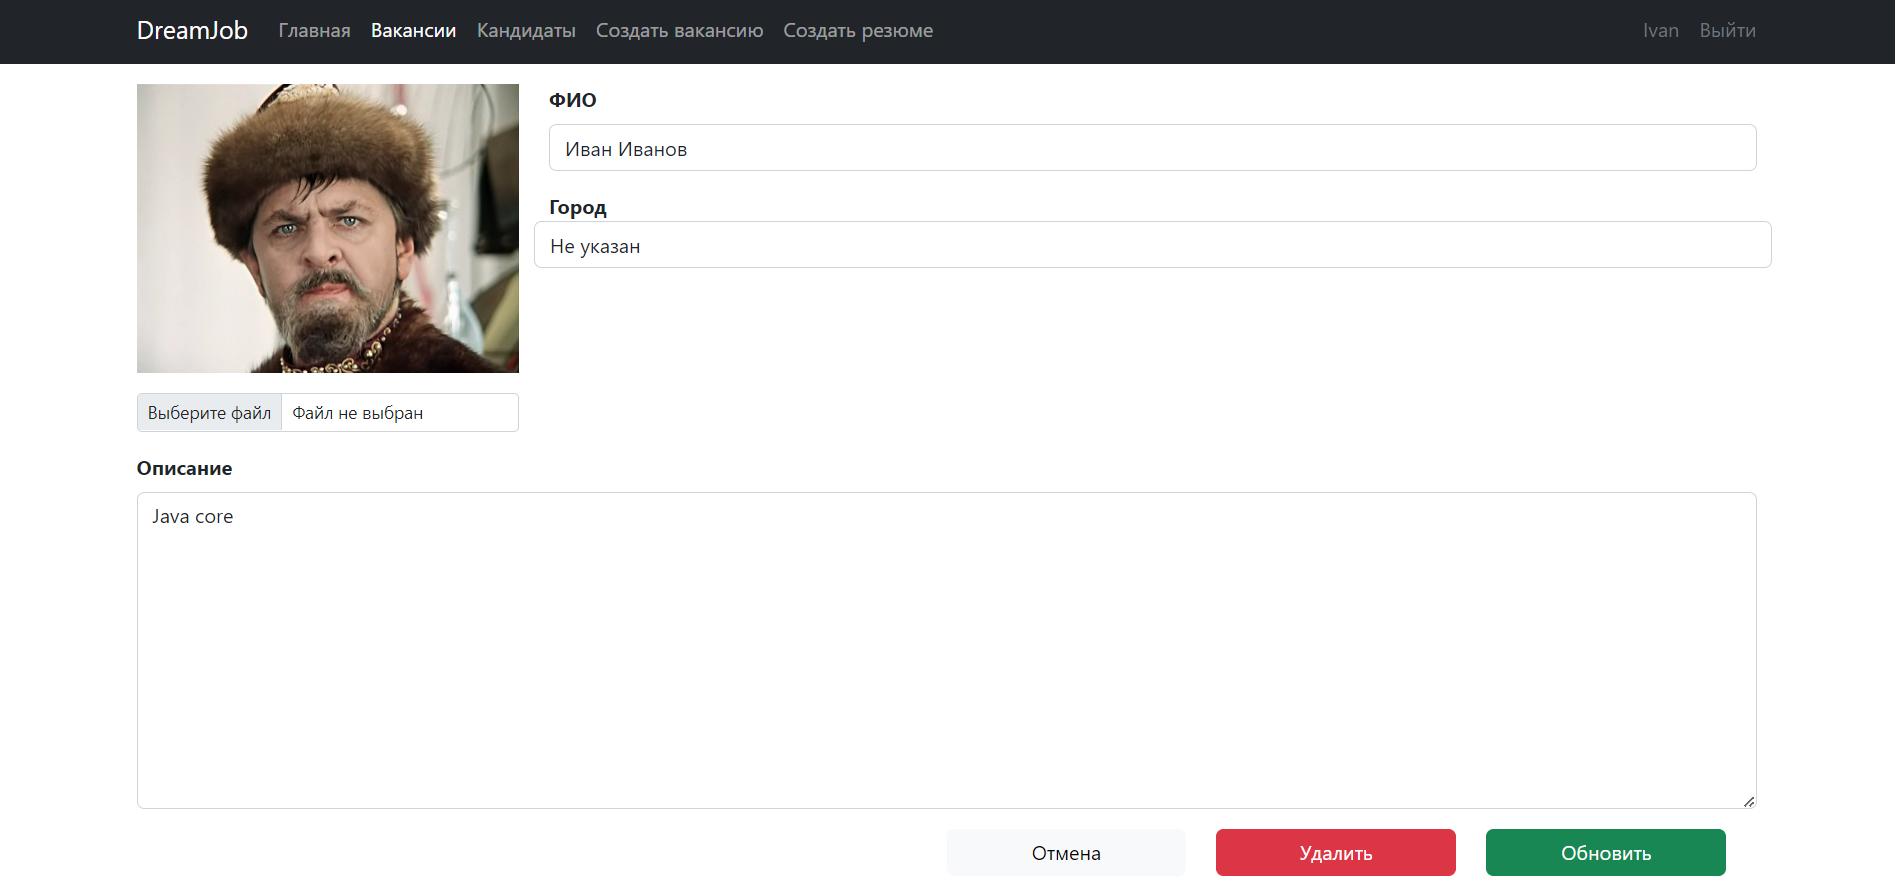 DreamJob Главная Вакансии Кандидаты Создать вакансию Создать резюме Ivan Выйти
ФИО
Иван Иванов
Город
Не указан
Выберите файл Файл не выбран
Описание
Java core
Отмена Удалить Обновить